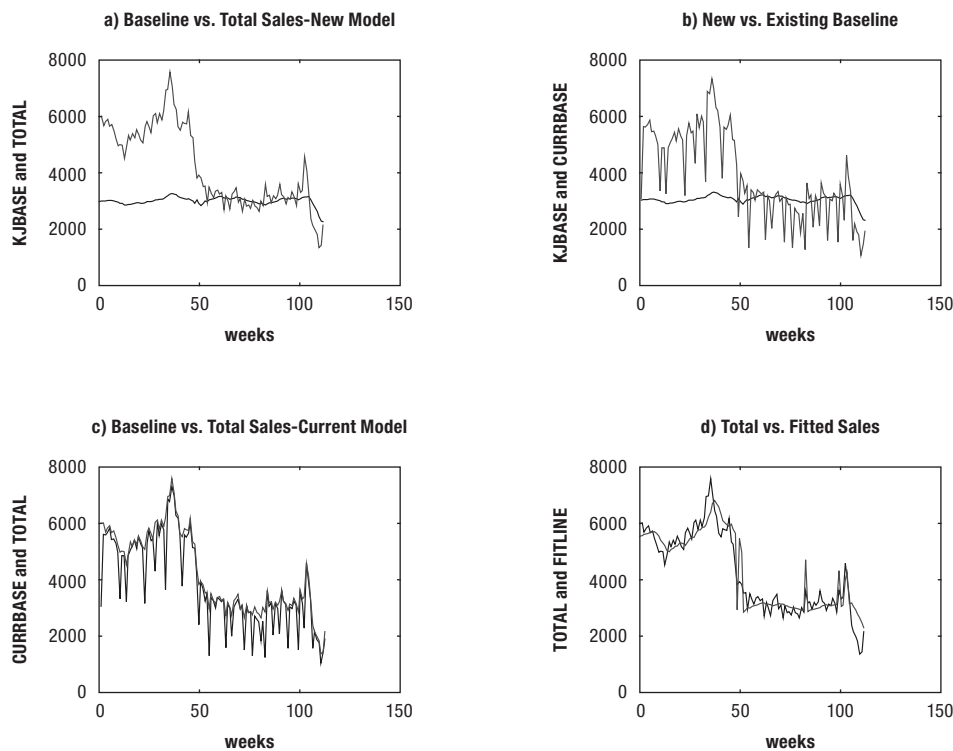 a) Baseline vs. Total Sales-New Model
KJBASE and TOTAL
8000
6000
4000
2000
0
0 50 100 150
weeks
b) New vs. Existing Baseline
KJBASE and CURRBASE
8000
6000
4000
2000
0
0 50 100 150
weeks
c) Baseline vs. Total Sales-Current Model
CURRBASE and TOTAL
8000
6000
4000
2000
0
0 50 100 150
weeks
d) Total vs. Fitted Sales
TOTAL and FITLINE
8000
6000
4000
2000
0
0 50 100 150
weeks